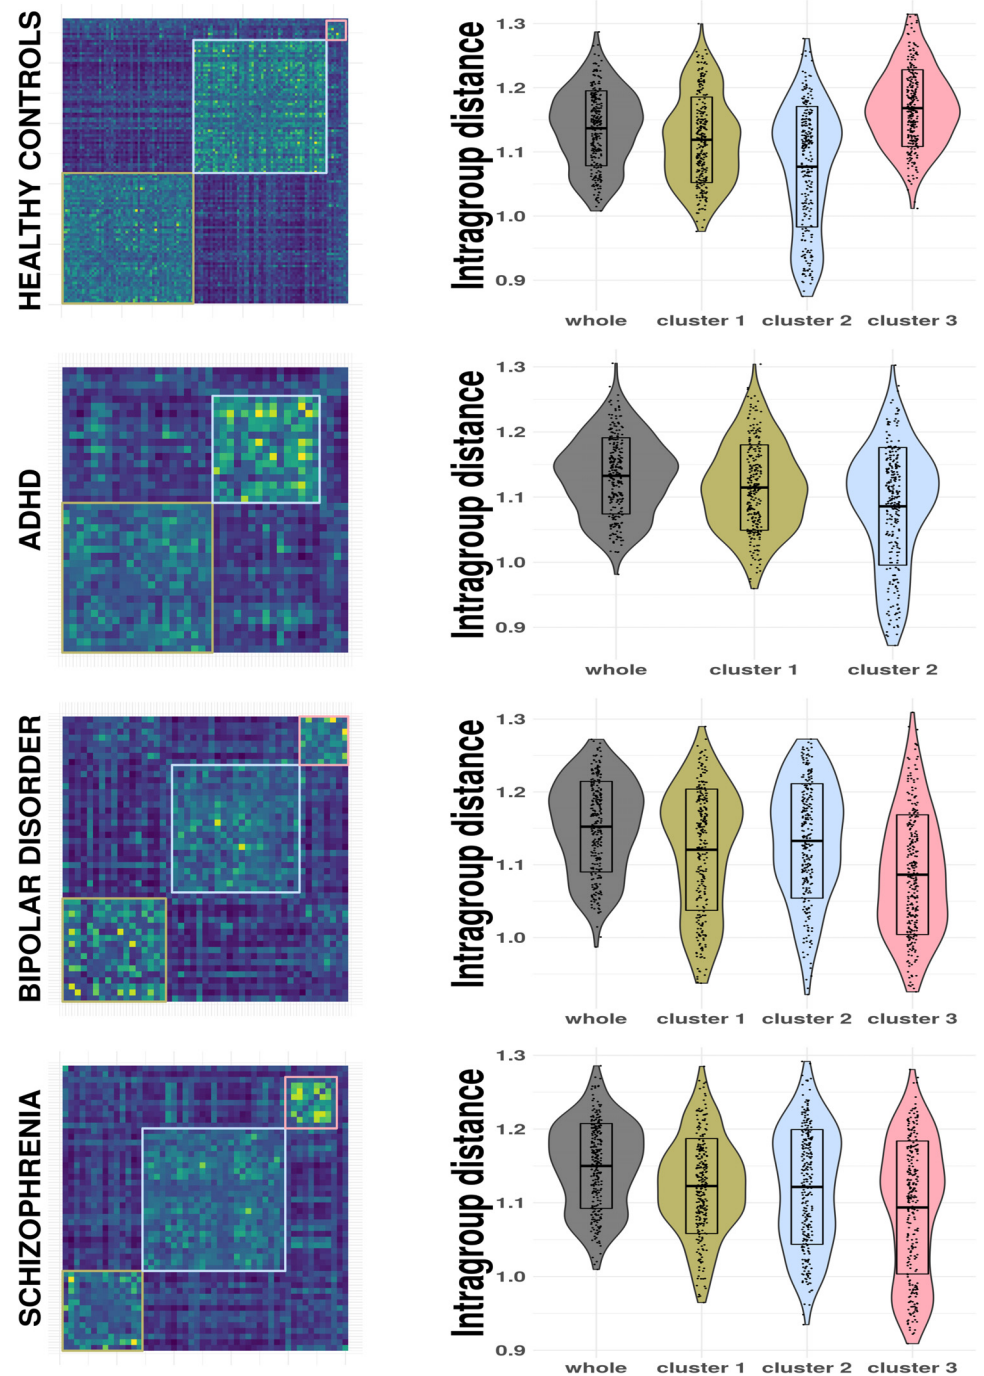 HEALTHY CONTROLS
Intragroup distance
1.3
1.2
1.1
1.0
0.9
whole cluster 1 cluster 2 cluster 3
ADHD
Intragroup distance
1.3
1.2
1.1
1.0
0.9
whole cluster 1 cluster 2
BIPOLAR DISORDER
Intragroup distance
1.3
1.2
1.1
1.0
whole cluster 1 cluster 2 cluster 3
SCHIZOPHRENIA
Intragroup distance
1.3
1.2
1.1
1.0
0.9
whole cluster 1 cluster 2 cluster 3